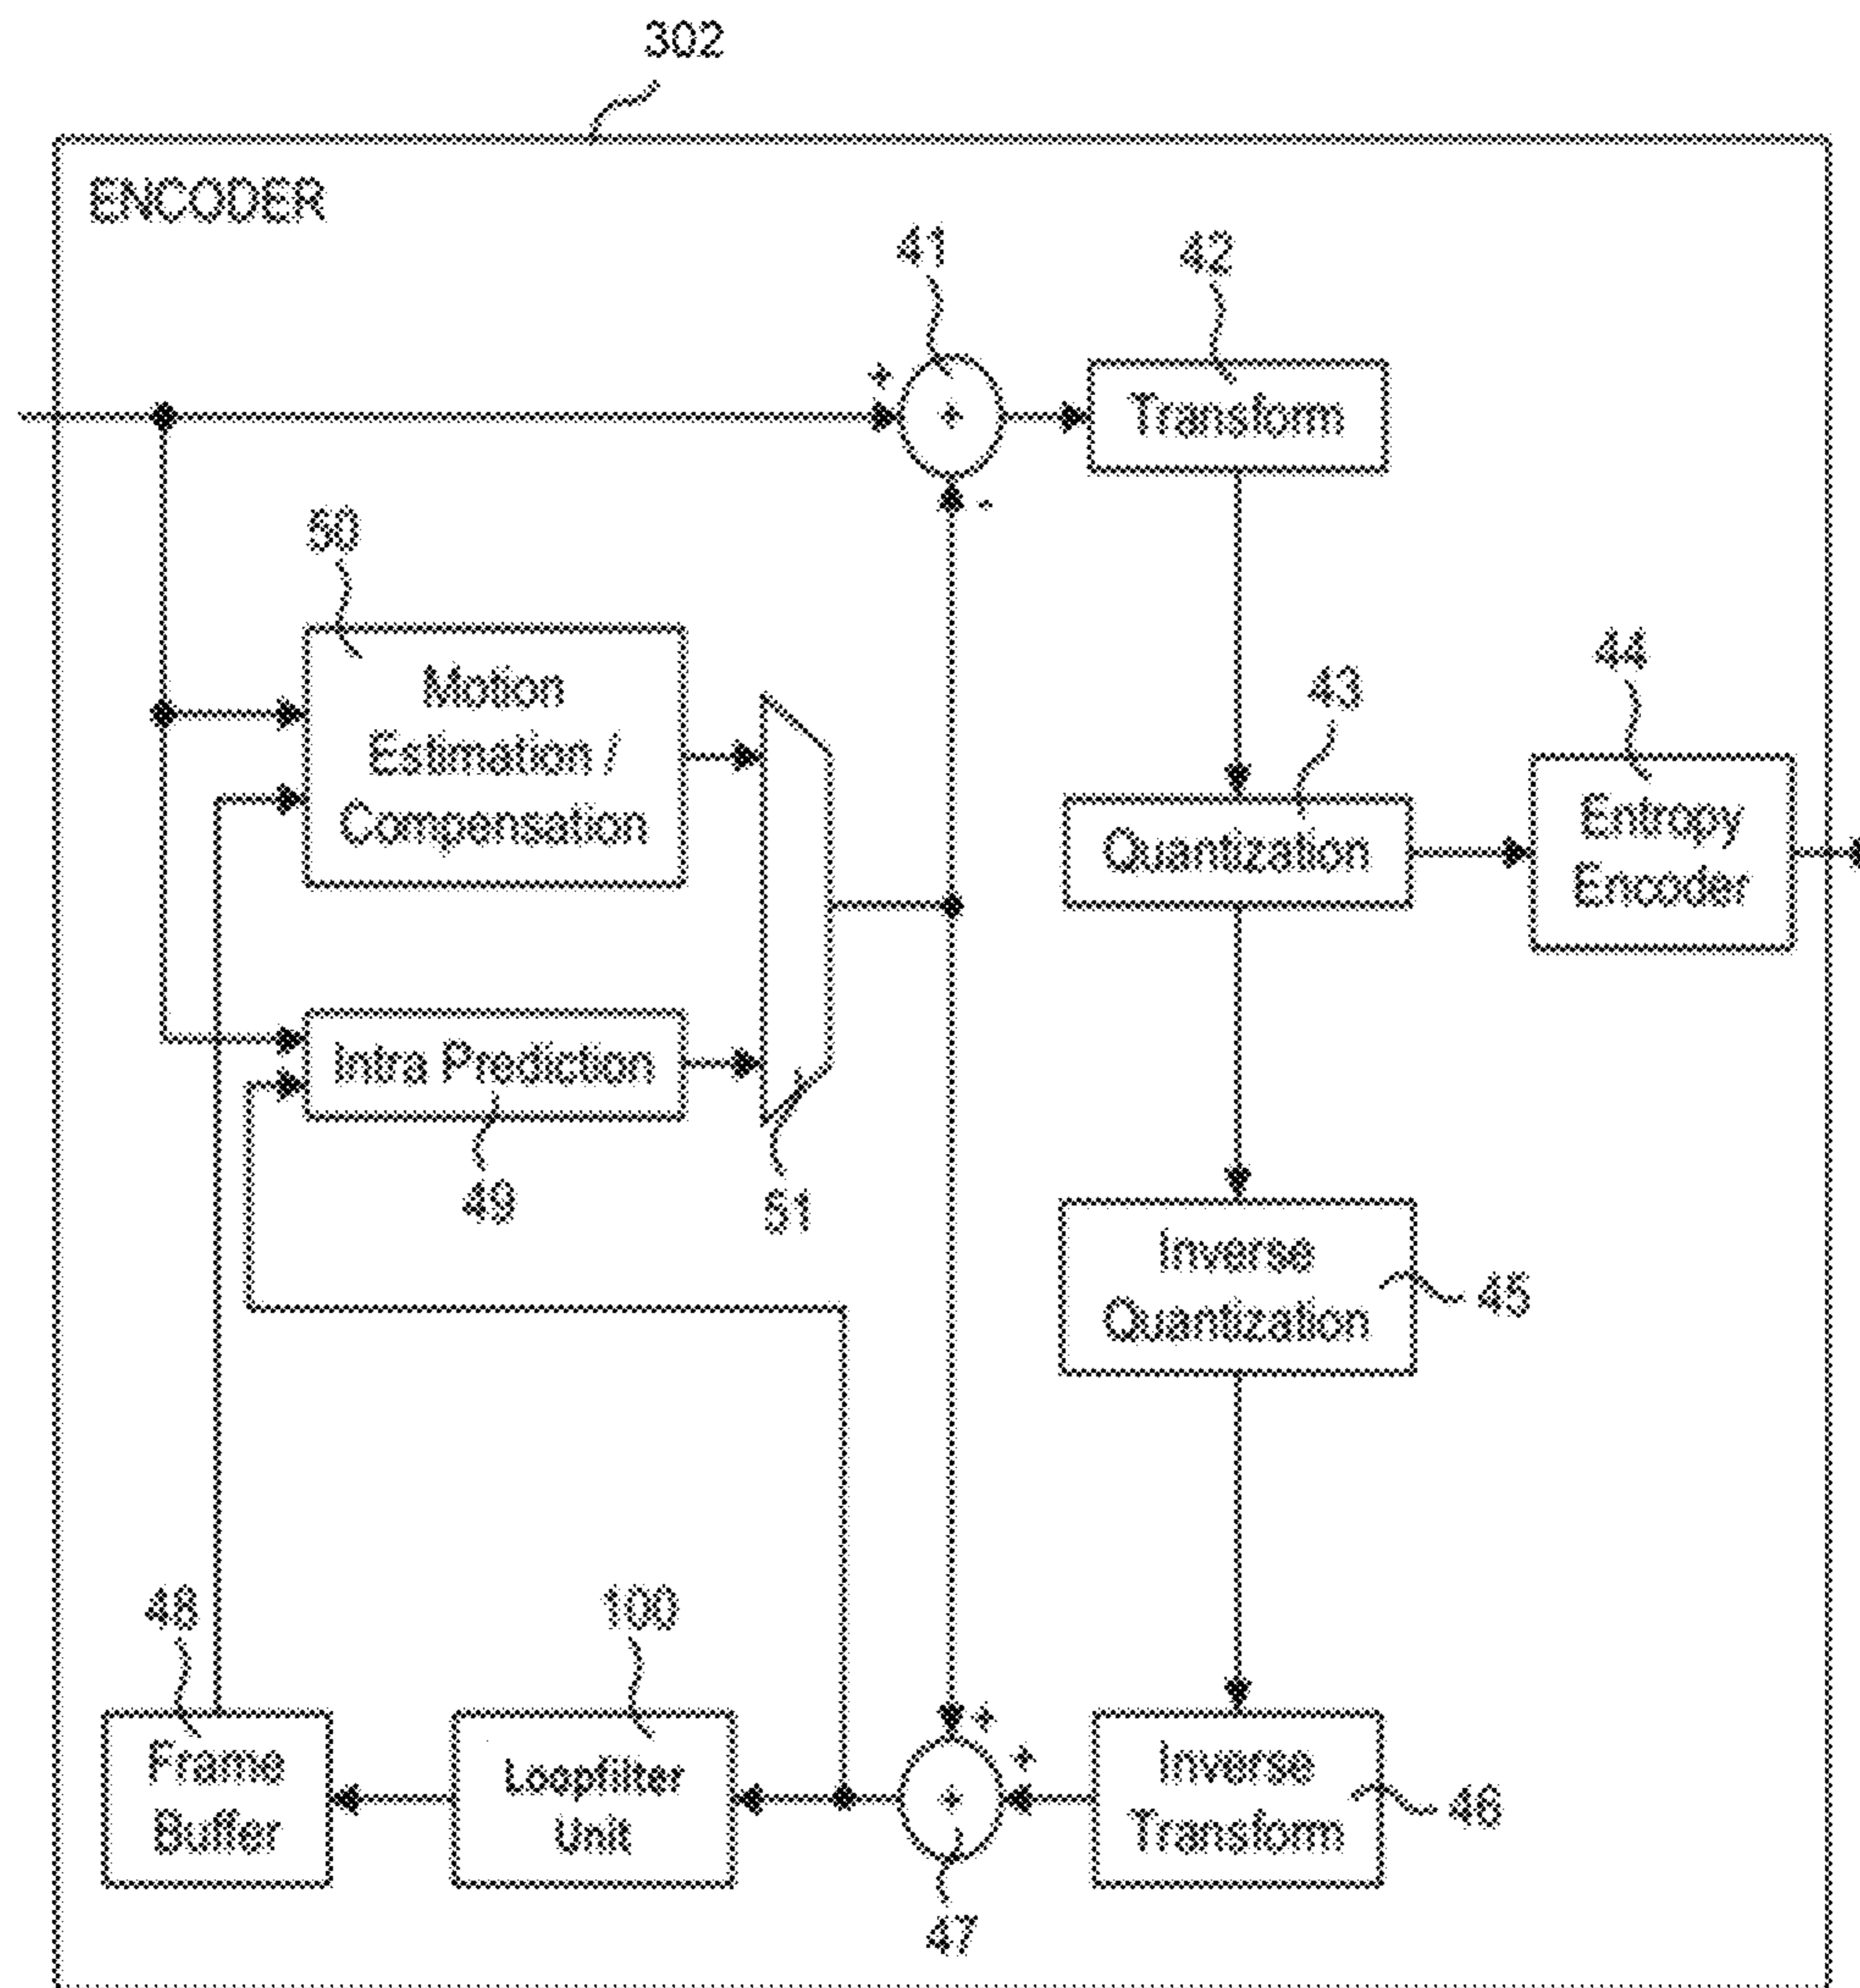 302
ENCODER
41
42
+
+
Transform
-
50
Motion
Estimation /
Compensation
43
44
Quantization
Entropy
Encoder
Intra Prediction
49
51
Inverse
Quantization
45
48
100
Frame
Buffer
Loopfilter
Unit
+
+
+
Inverse
Transform
46
47